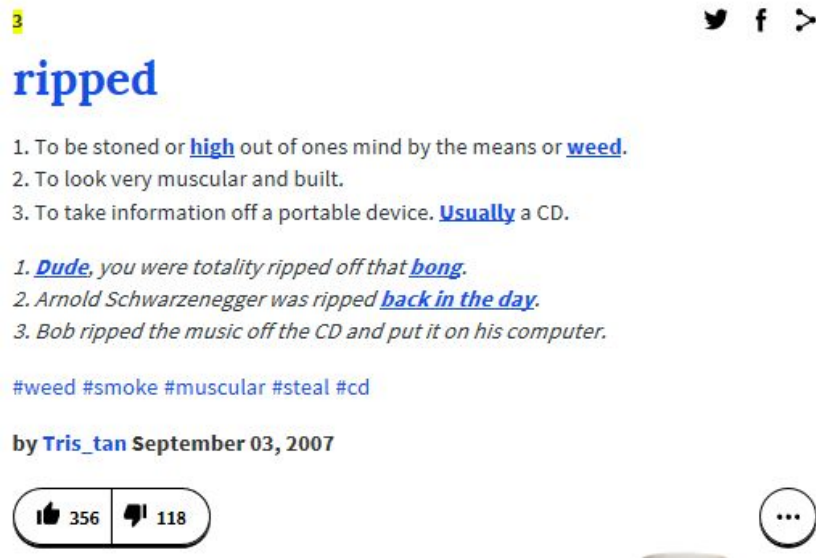 3
ripped
1. To be stoned or high out of ones mind by the means or weed.
2. To look very muscular and built.
3. To take information off a portable device. Usually a CD.
1. Dude, you were totality ripped off that bong.
2. Arnold Schwarzenegger was ripped back in the day.
3. Bob ripped the music off the CD and put it on his computer.
#weed #smoke #muscular #steal #cd
by Tris_tan September 03, 2007
356 118